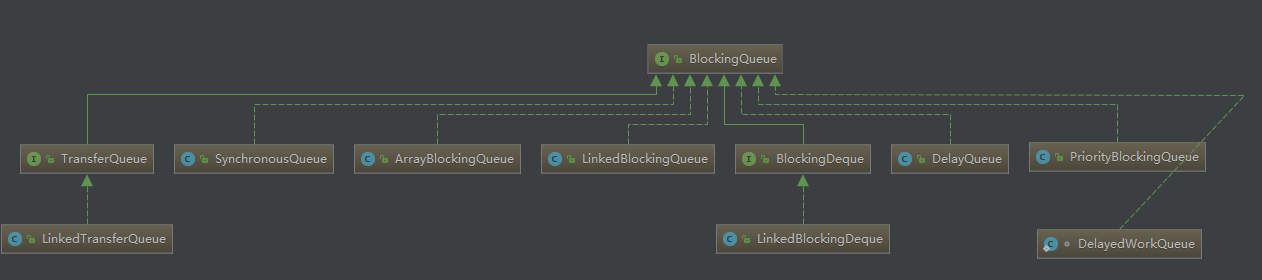 I BlockingQueue
I TransferQueue
C SynchronousQueue
C ArrayBlockingQueue
C LinkedBlockingQueue
I BlockingDeque
C DelayQueue
C PriorityBlockingQueue
C LinkedTransferQueue
C LinkedBlockingDeque
C DelayedWorkQueue